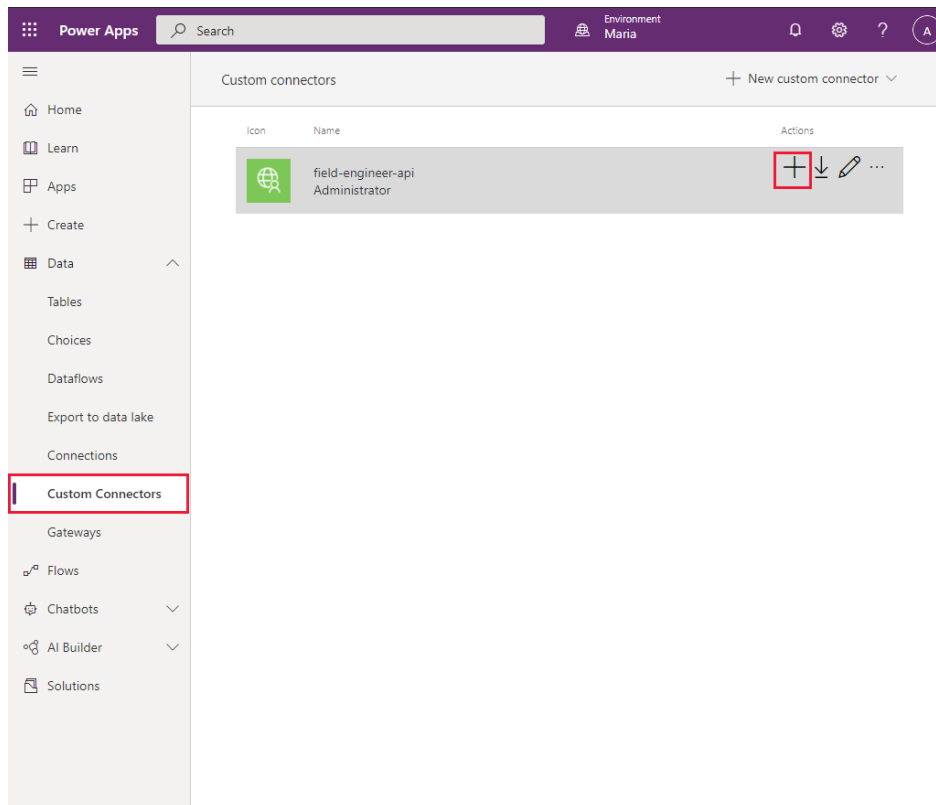 Power Apps
Search
Environment
Maria
A
Home
Learn
Apps
Create
Data
Tables
Choices
Dataflows
Export to data lake
Connections
Custom Connectors
Gateways
Flows
Chatbots
AI Builder
Solutions
Custom connectors
New custom connector
Icon Name Actions
field-engineer-api
Administrator